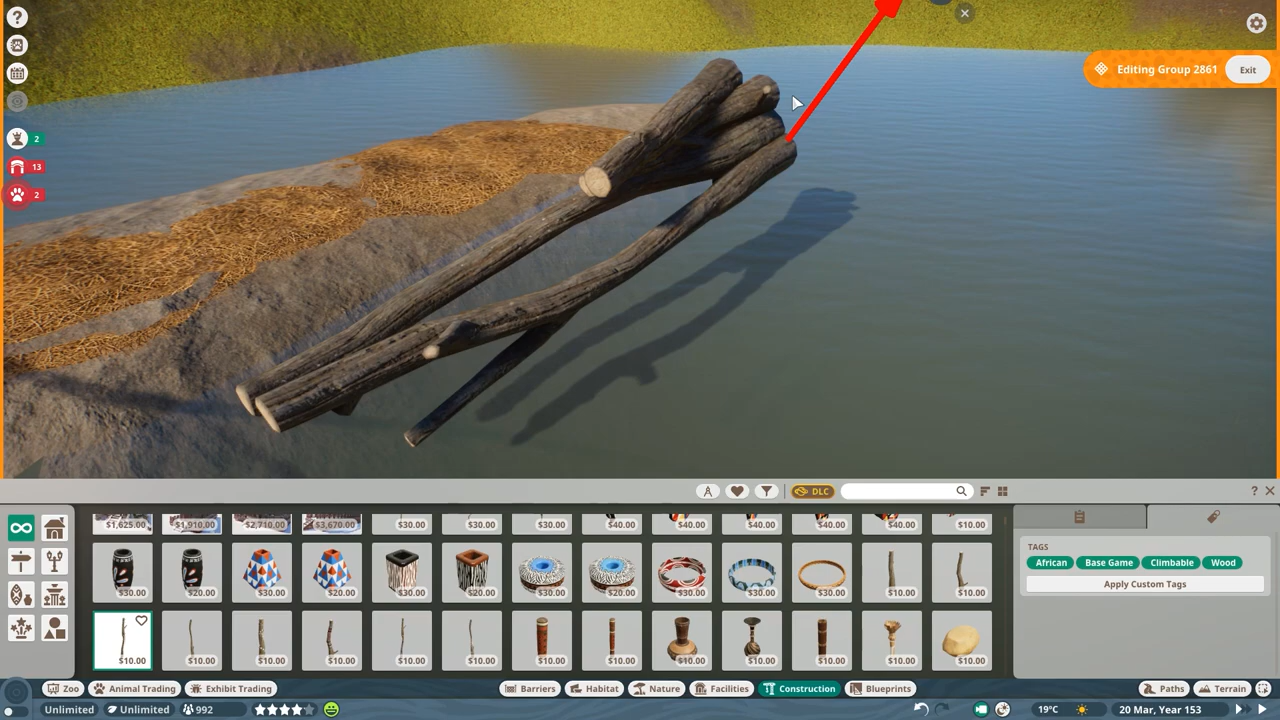 ?
Editing Group 2861
Exit
2
13
2
DLC
?
$1,625.00 $1,910.00 $2,710.00 $3,670.00 $30.00 $30.00 $30.00 $40.00 $40.00 $40.00 $40.00 $40.00 $10.00
$30.00 $20.00 $30.00 $20.00 $30.00 $30.00 $30.00 $20.00 $30.00 $30.00 $30.00 $10.00 $10.00
$10.00 $10.00 $10.00 $10.00 $10.00 $10.00 $10.00 $10.00 $10.00 $10.00 $10.00 $10.00 $10.00
TAGS
African Base Game Climbable Wood
Apply Custom Tags
Zoo Animal Trading Exhibit Trading Barriers Habitat Nature Facilities Construction Blueprints Paths Terrain
Unlimited Unlimited 992 19°C 20 Mar, Year 153